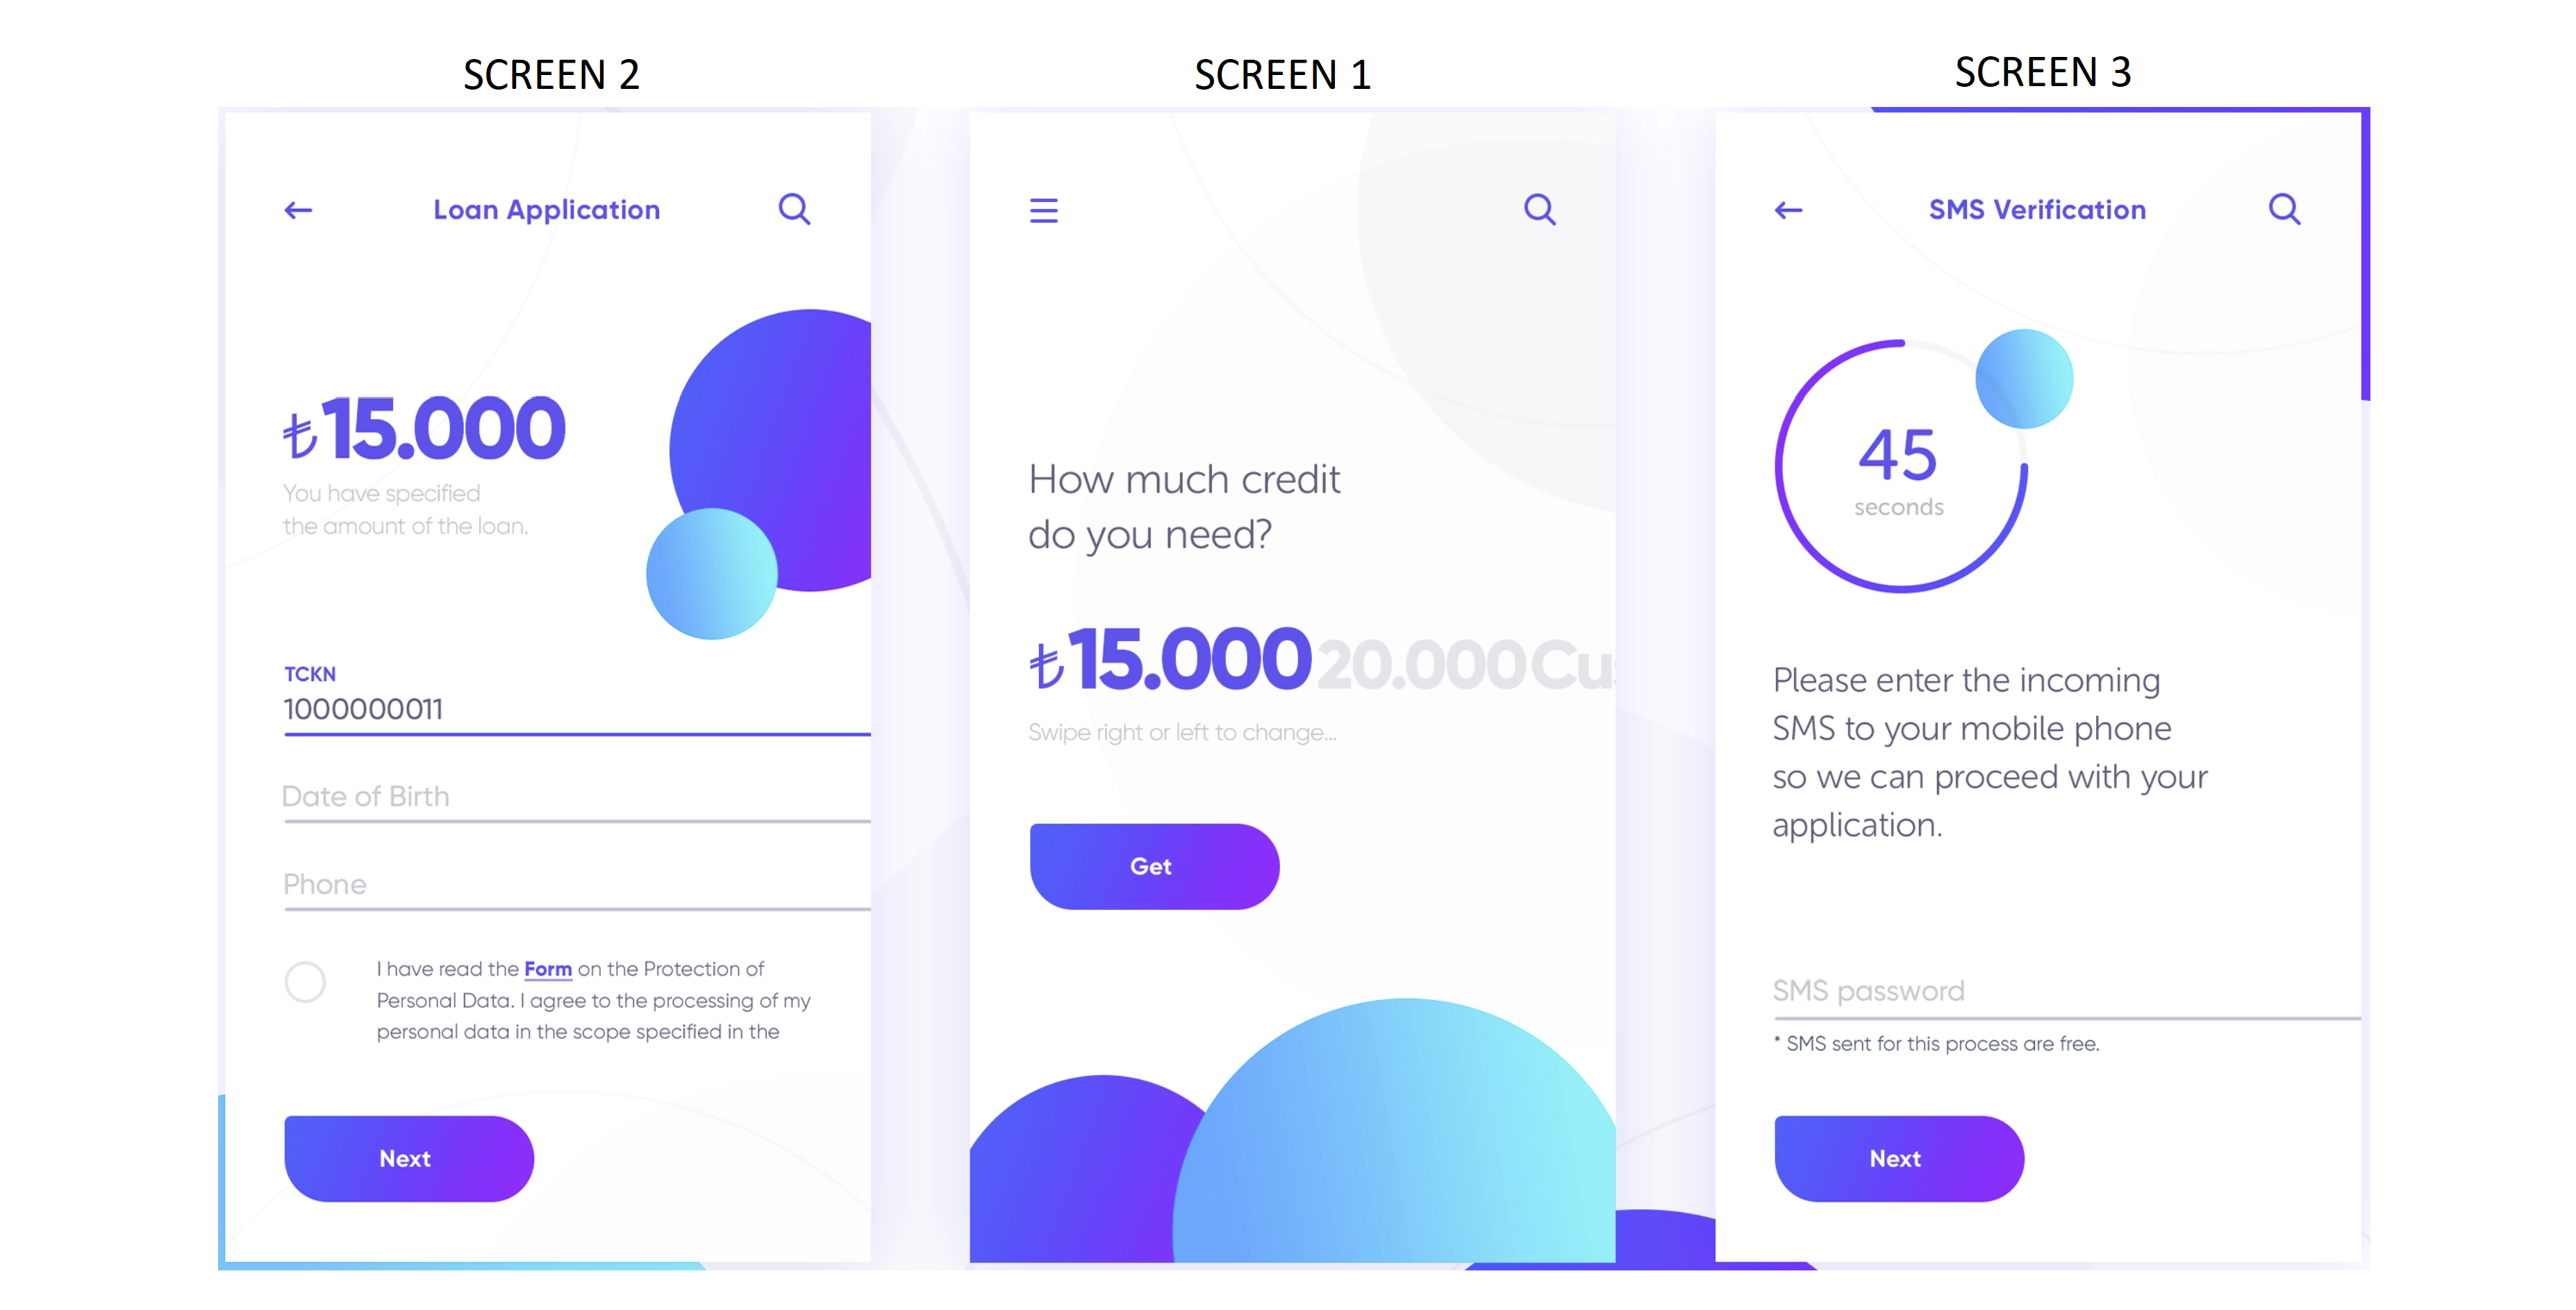 SCREEN 2
Loan Application
₺15.000
You have specified
the amount of the loan.
TCKN
1000000011
Date of Birth
Phone
I have read the Form on the Protection of
Personal Data. I agree to the processing of my
personal data in the scope specified in the
Next
SCREEN 1
How much credit
do you need?
₺15.000 20.000 Cus
Swipe right or left to change...
Get
SCREEN 3
SMS Verification
45
seconds
Please enter the incoming
SMS to your mobile phone
so we can proceed with your
application.
SMS password
* SMS sent for this process are free.
Next